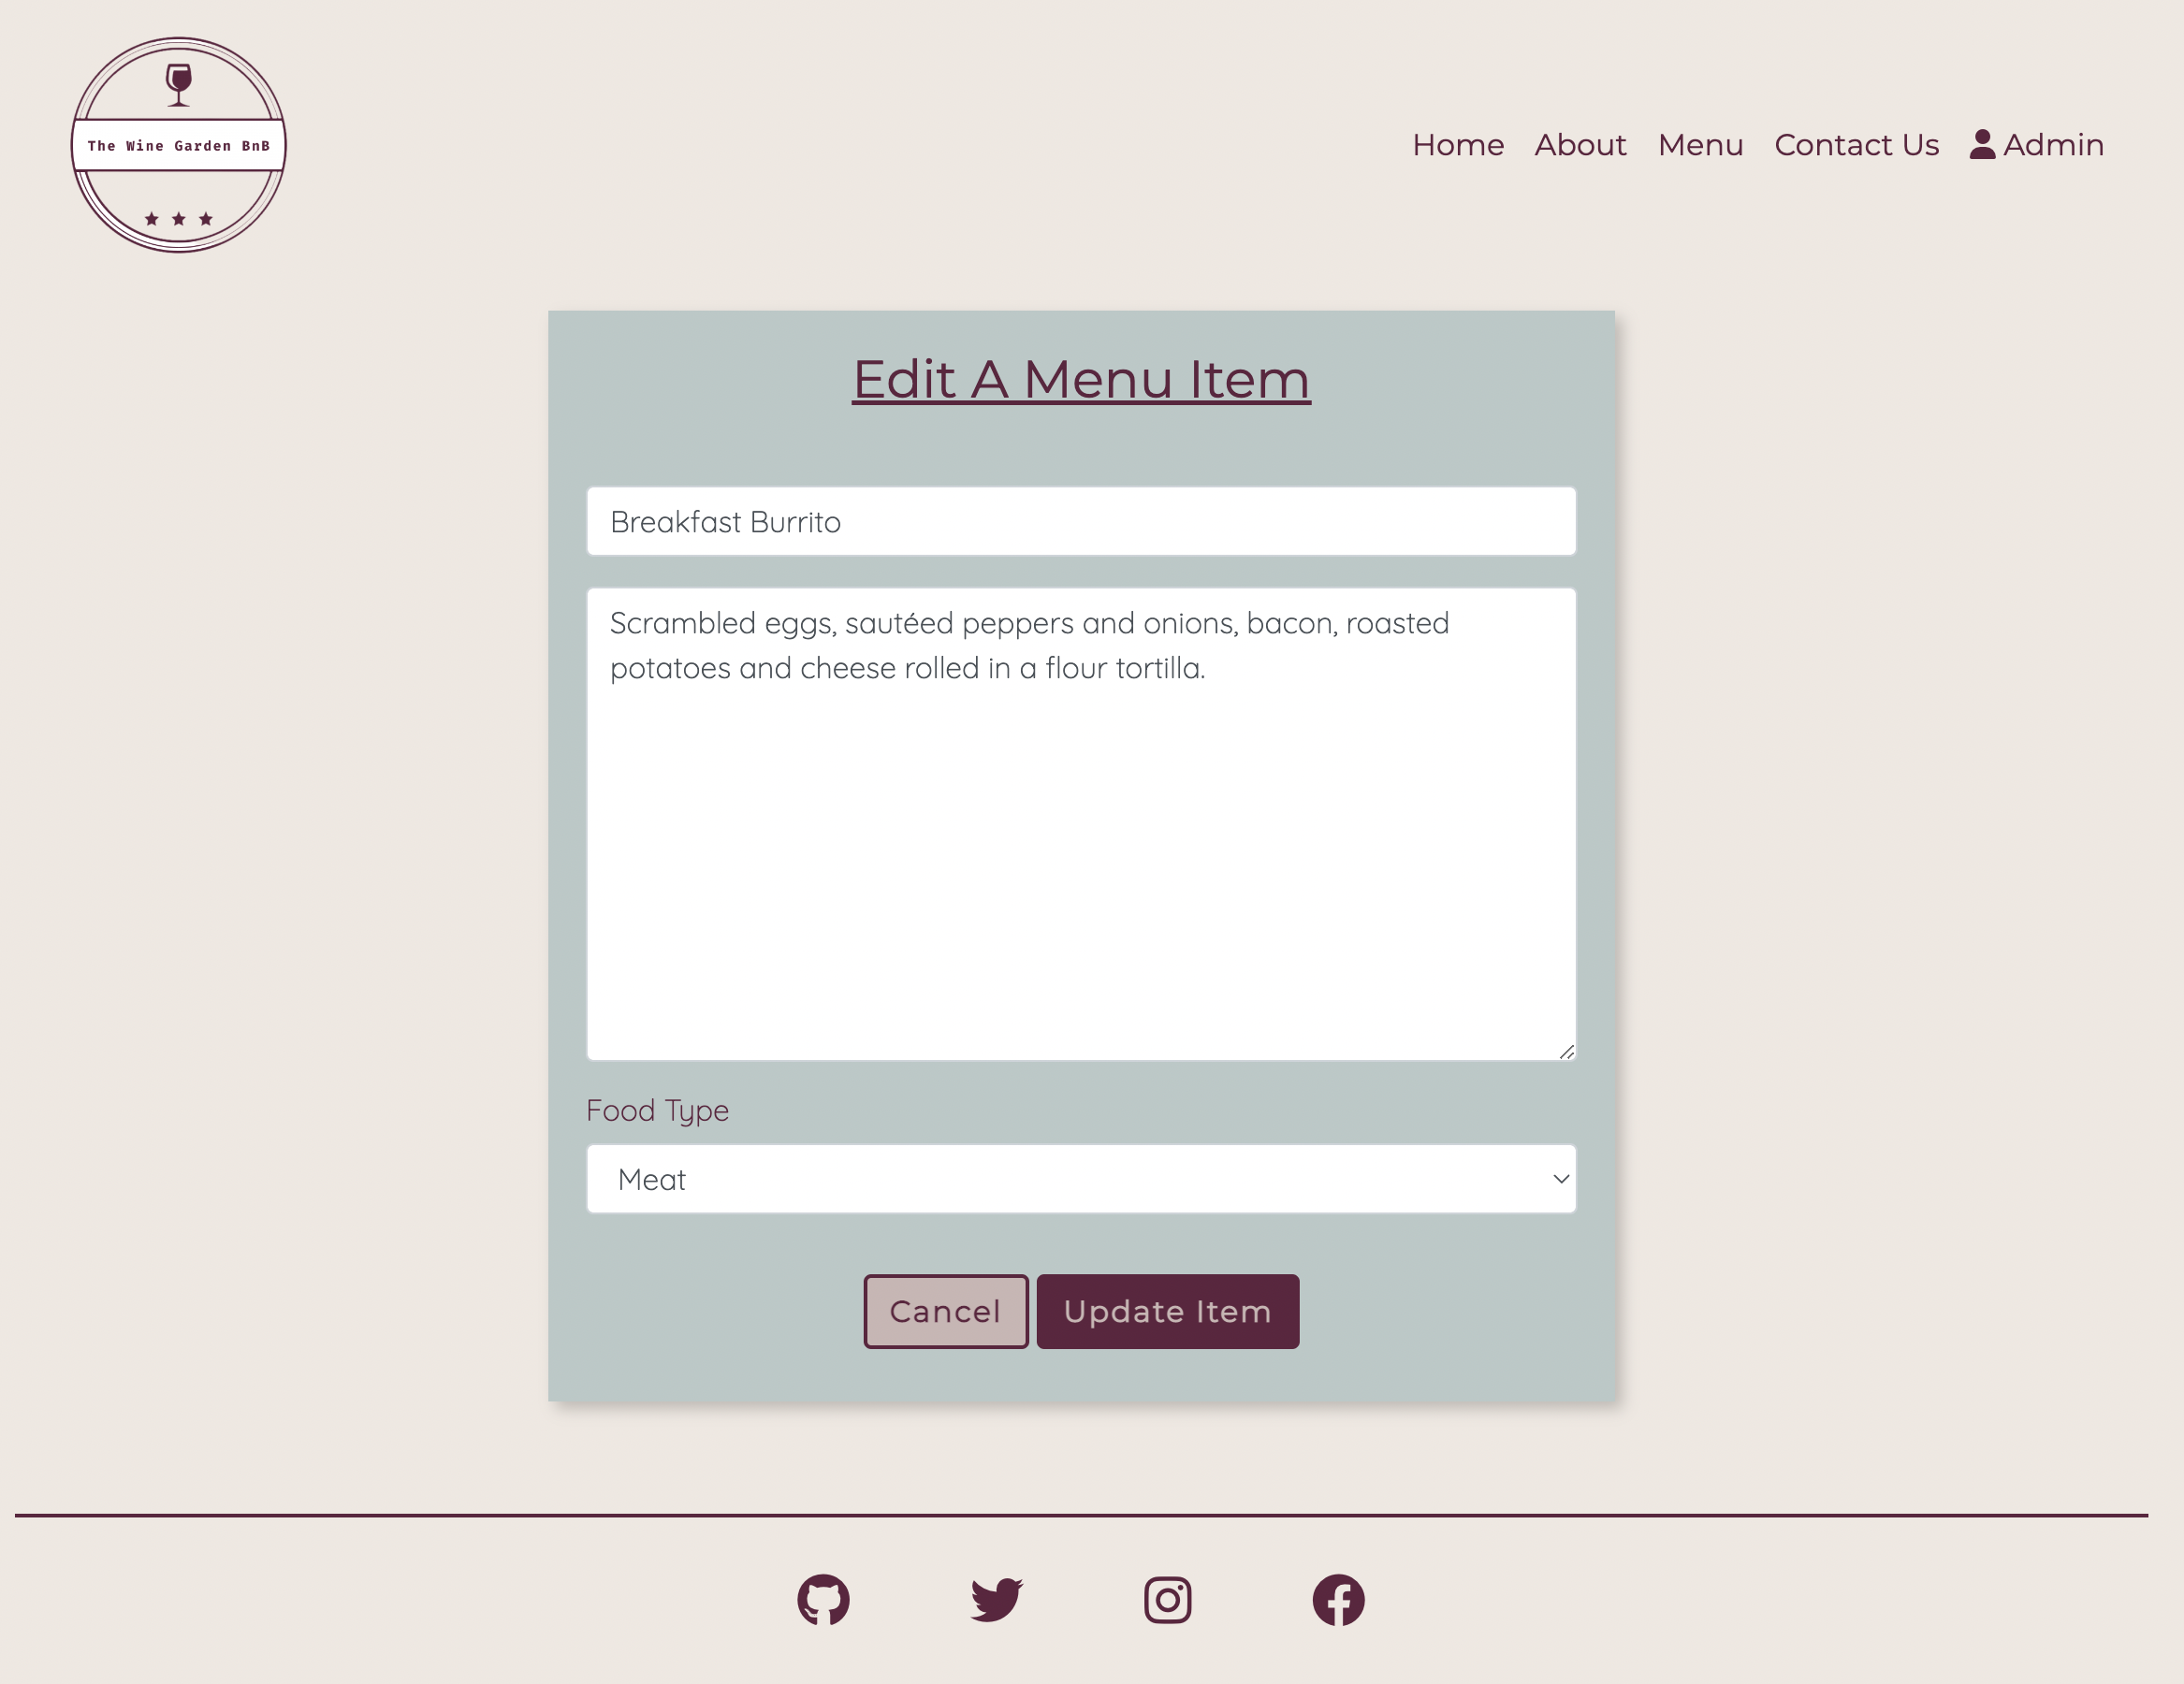 The Wine Garden BnB
Home About Menu Contact Us Admin
Edit A Menu Item
Breakfast Burrito
Scrambled eggs, sautéed peppers and onions, bacon, roasted
potatoes and cheese rolled in a flour tortilla.
Food Type
Meat
Cancel Update Item